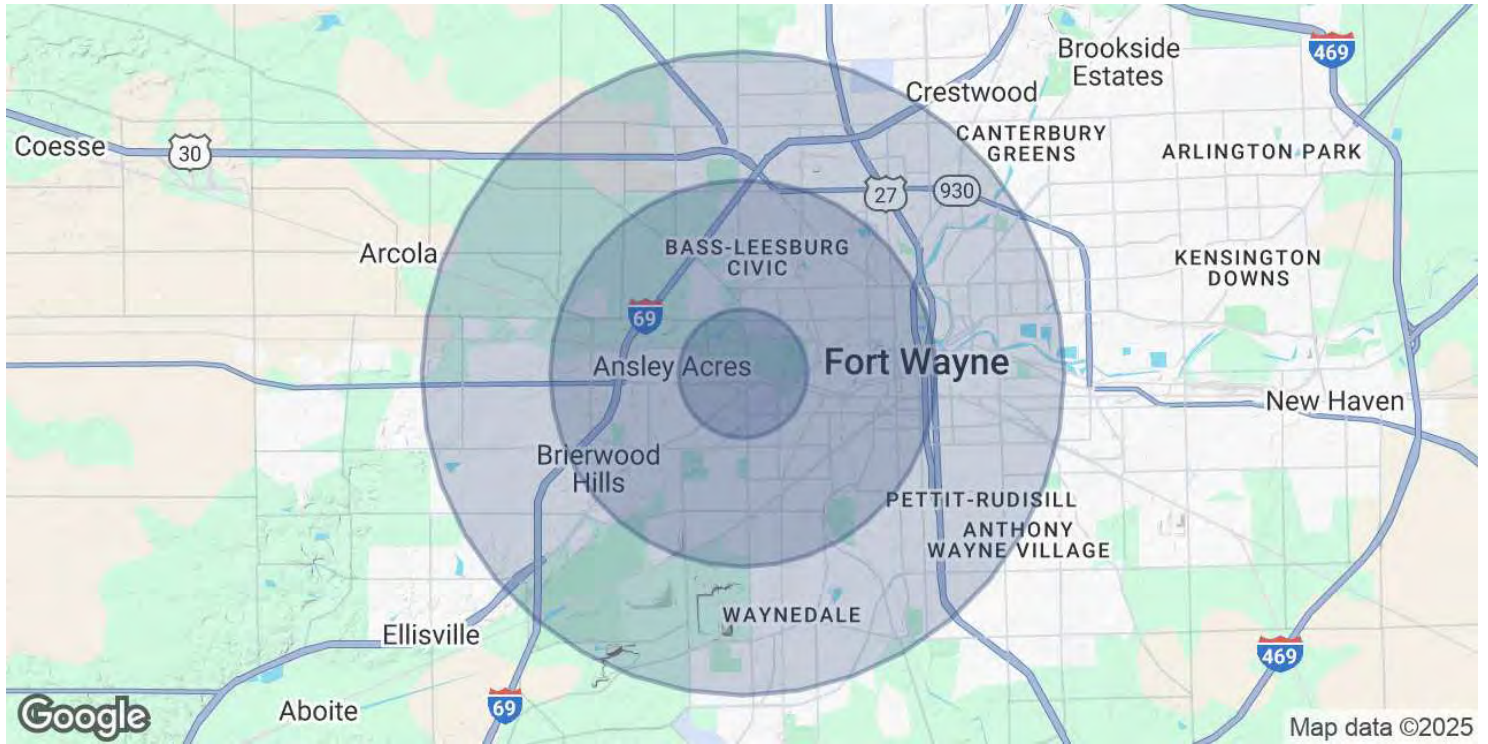 469
Brookside
Estates
Crestwood
Coesse
30
CANTERBURY
GREENS
ARLINGTON PARK
27
930
Arcola
BASS-LEESBURG
CIVIC
KENSINGTON
DOWNS
69
Ansley Acres
Fort Wayne
New Haven
Brierwood
Hills
PETTIT-RUDISILL
ANTHONY
WAYNE VILLAGE
WAYNEDALE
Ellisville
469
69
Aboite
Google
Map data ©2025